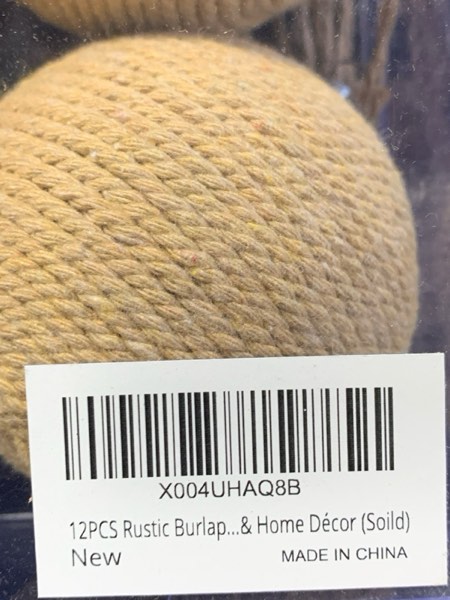 X004UHAQ8B
12PCS Rustic Burlap...& Home Décor (Soild)
New MADE IN CHINA